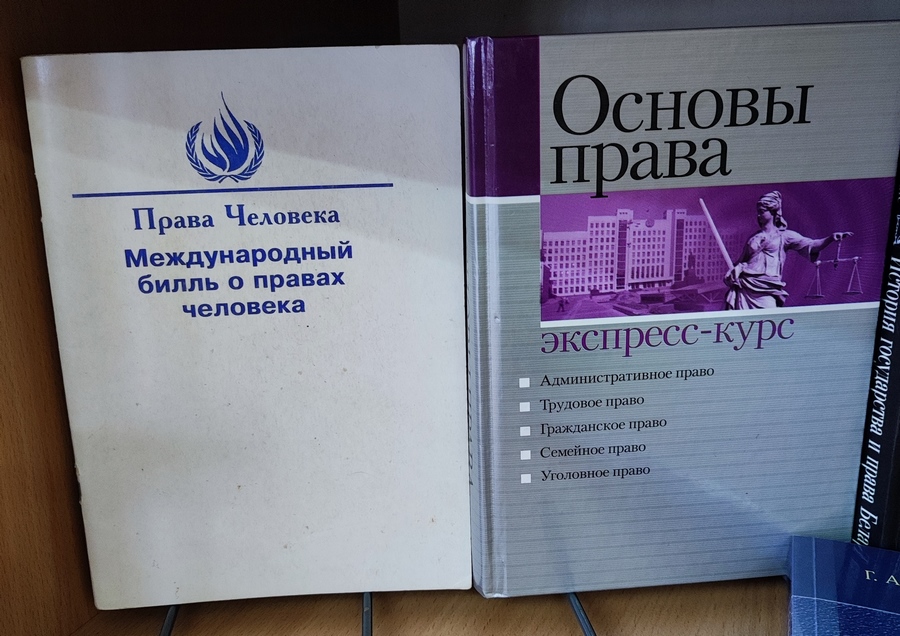 Права Человека
Международный
билль о правах
человека
Основы
права
экспресс-курс
Административное право
Трудовое право
Гражданское право
Семейное право
Уголовное право
История государства и права
Г. А